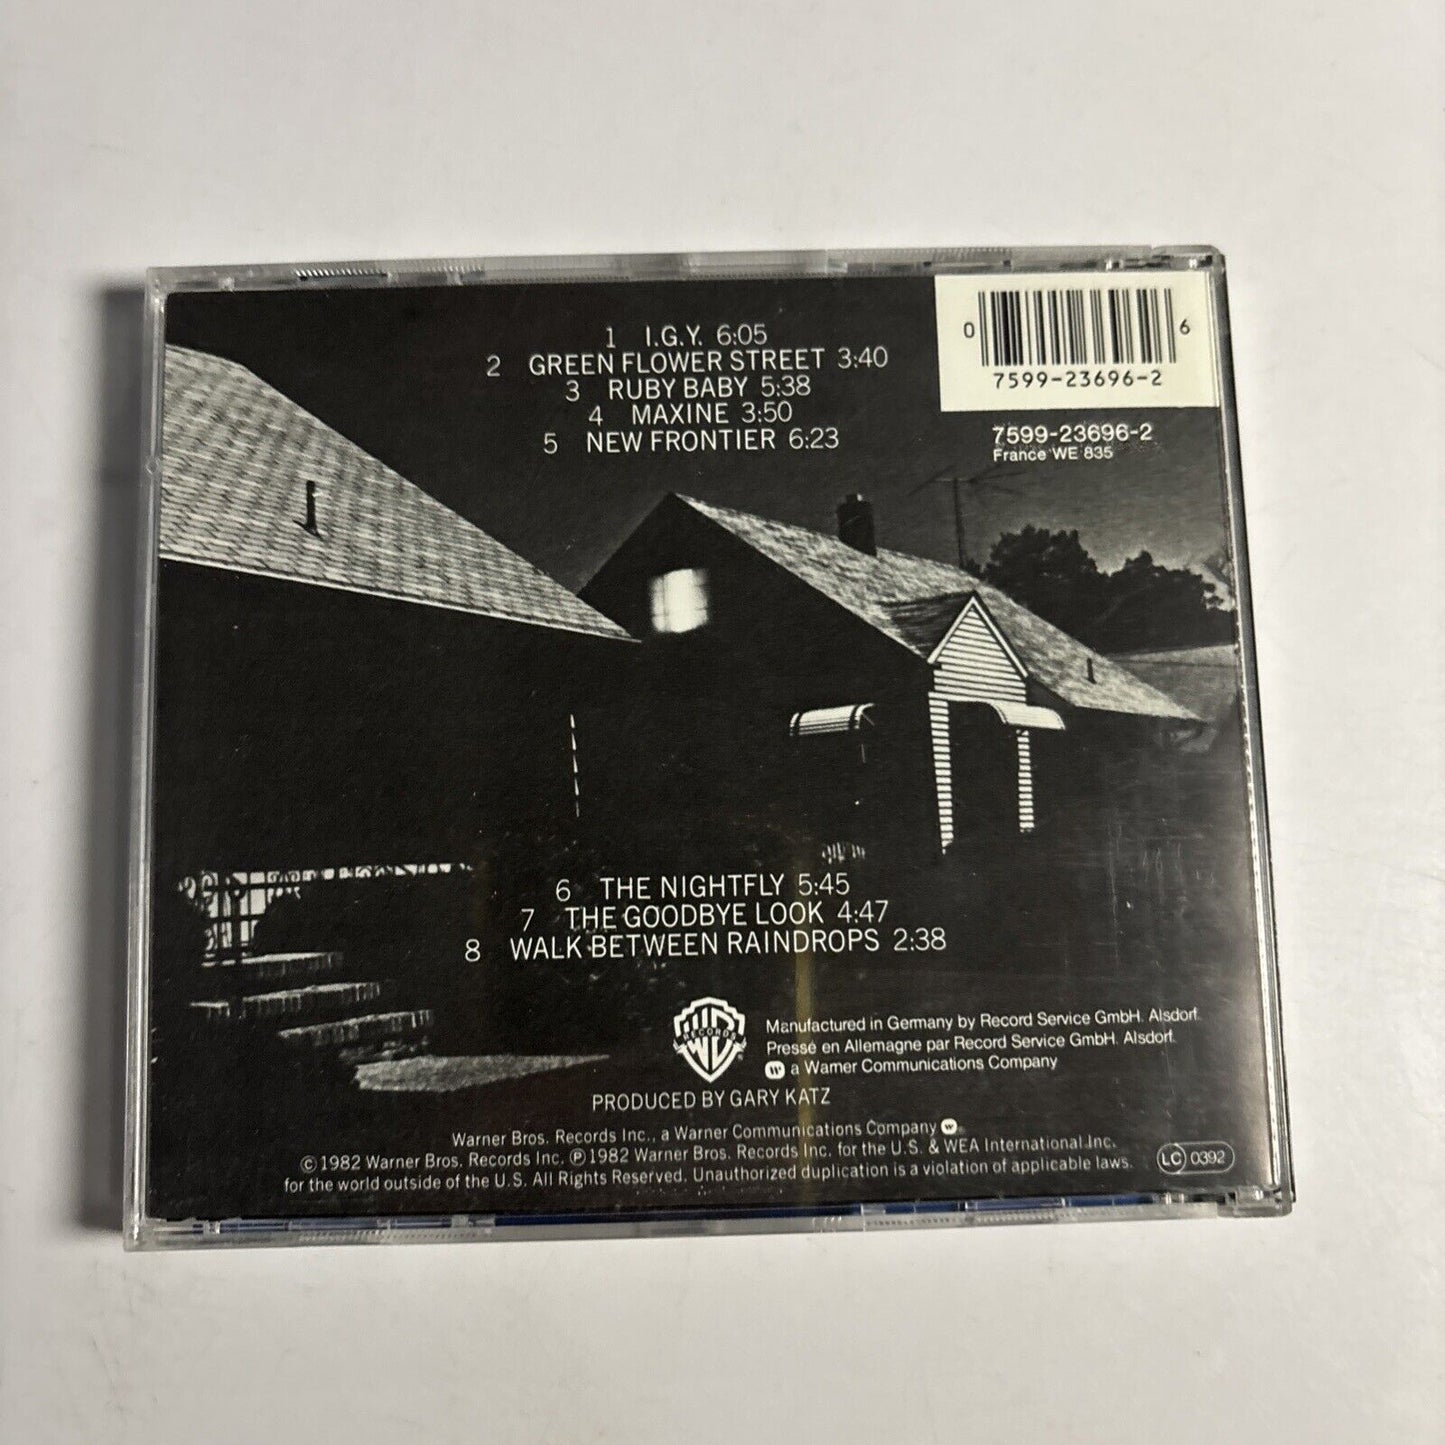 1 I.G.Y. 6:05
2 GREEN FLOWER STREET 3:40
3 RUBY BABY 5:38
4 MAXINE 3:50
5 NEW FRONTIER 6:23
0 6
7599-23696-2
7599-23696-2
France WE 835
6 THE NIGHTFLY 5:45
7 THE GOODBYE LOOK 4:47
8 WALK BETWEEN RAINDROPS 2:38
WB
RECORDS
Manufactured in Germany by Record Service GmbH. Alsdorf.
Pressé en Allemagne par Record Service GmbH. Alsdorf.
w a Warner Communications Company
PRODUCED BY GARY KATZ
Warner Bros. Records Inc., a Warner Communications Company w
©1982 Warner Bros. Records Inc. ℗1982 Warner Bros. Records Inc. for the U.S. & WEA International Inc.
for the world outside of the U.S. All Rights Reserved. Unauthorized duplication is a violation of applicable laws.
LC 0392